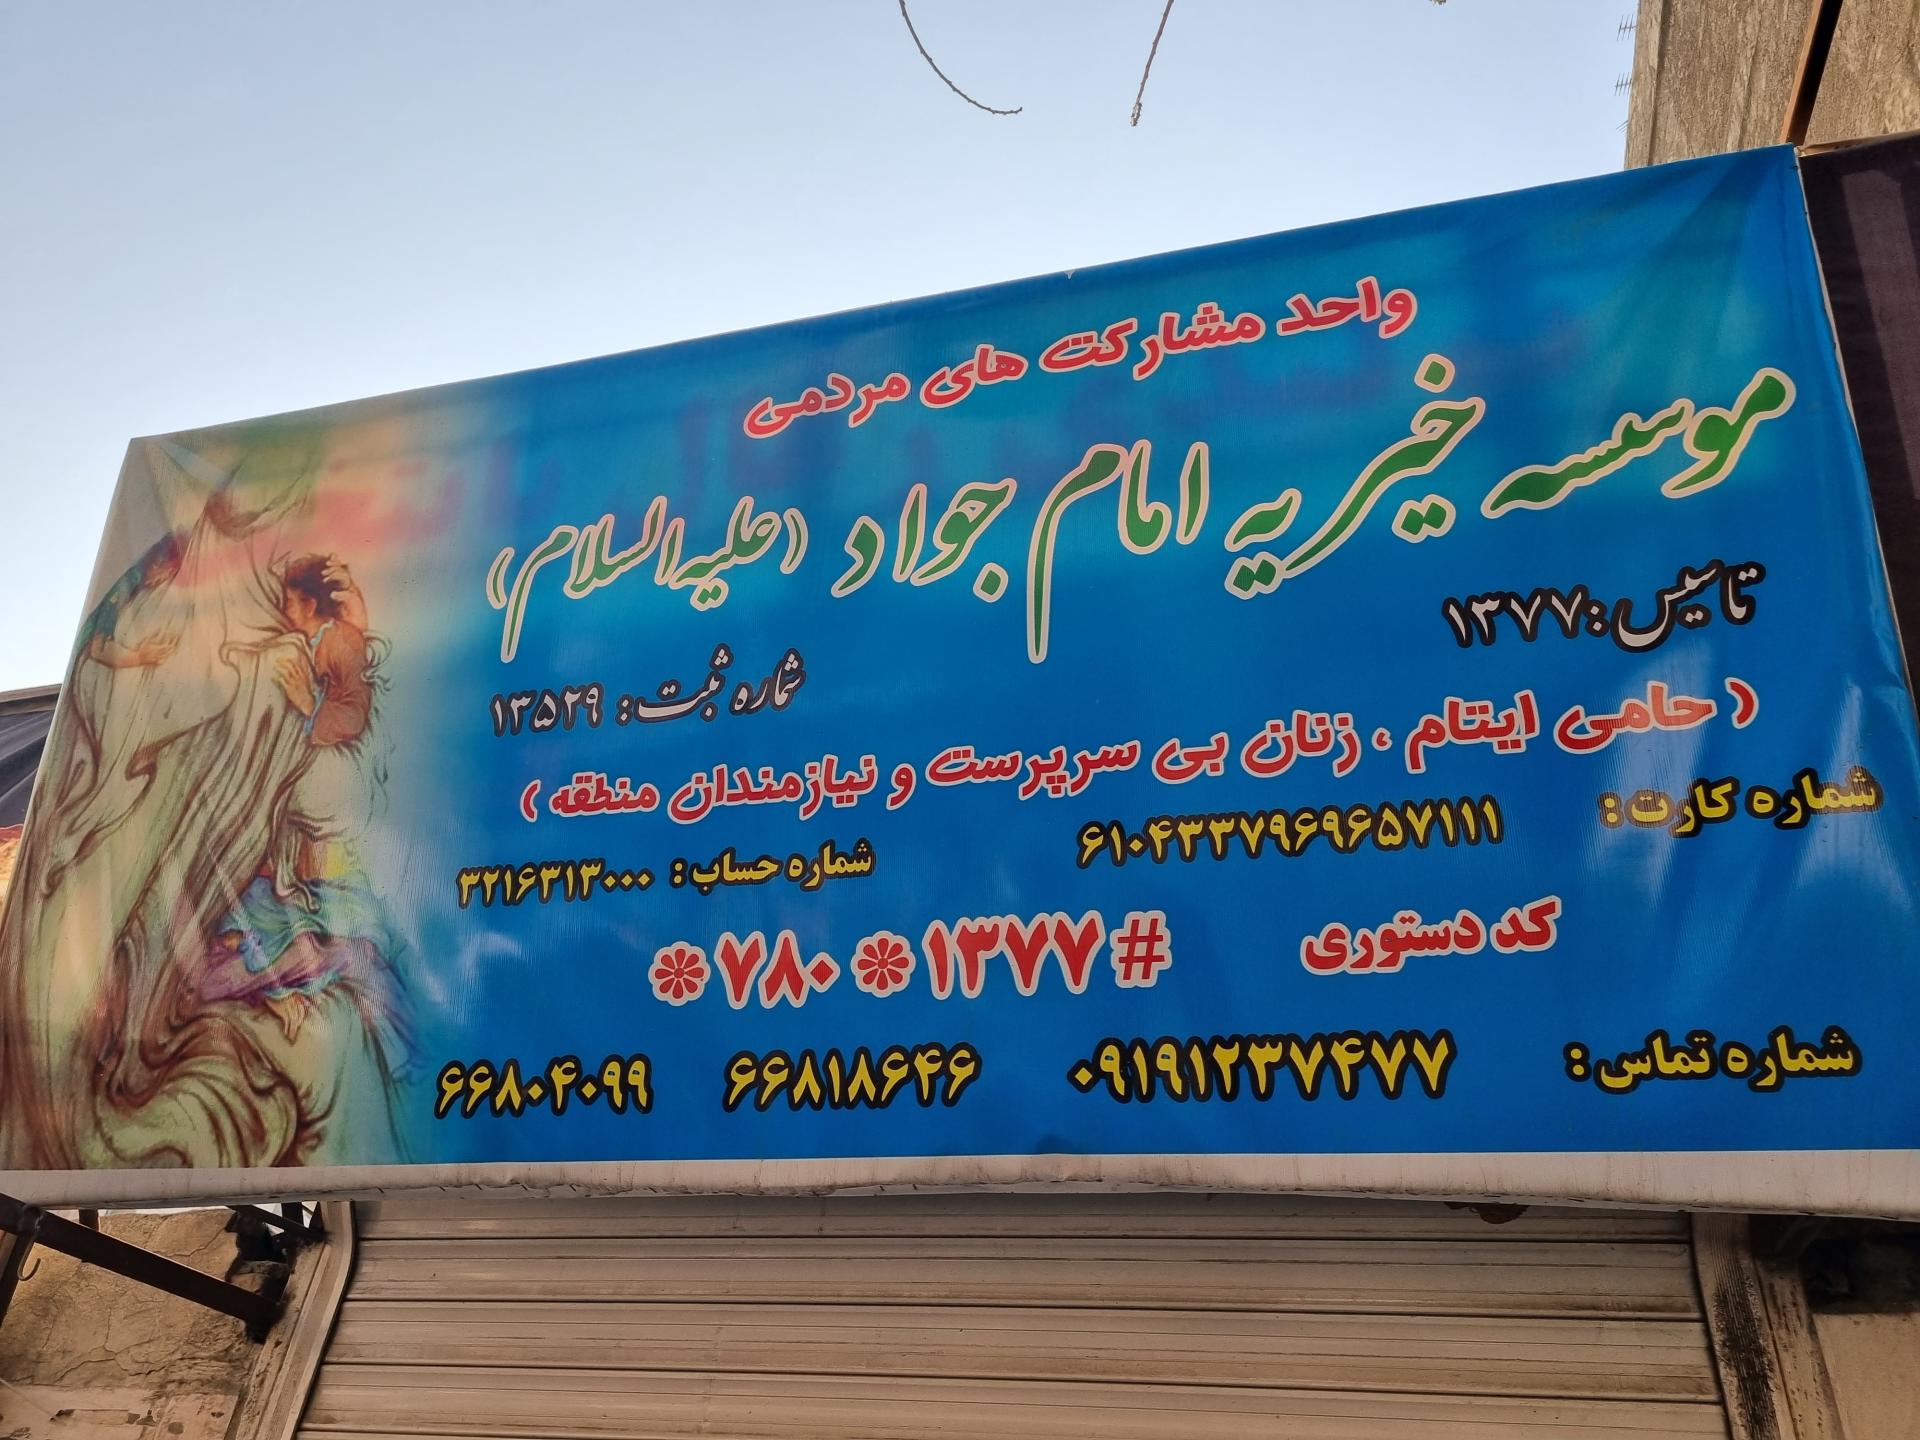 واحد مشارکت های مردمی
موسسه خیریه امام جواد (علیه السلام)
تاسیس: ۱۳۷۷
شماره ثبت: ۱۳۵۲۹
( حامی ایتام ، زنان بی سرپرست و نیازمندان منطقه )
شماره کارت: ۶۱۰۴۳۳۷۹۶۹۶۵۷۱۱۱
شماره حساب: ۳۲۱۶۳۱۳۰۰۰
کد دستوری *۷۸۰*۱۳۷۷#
شماره تماس: ۰۹۱۹۱۲۳۷۴۷۷ ۶۶۸۱۸۶۴۶ ۶۶۸۰۴۰۹۹